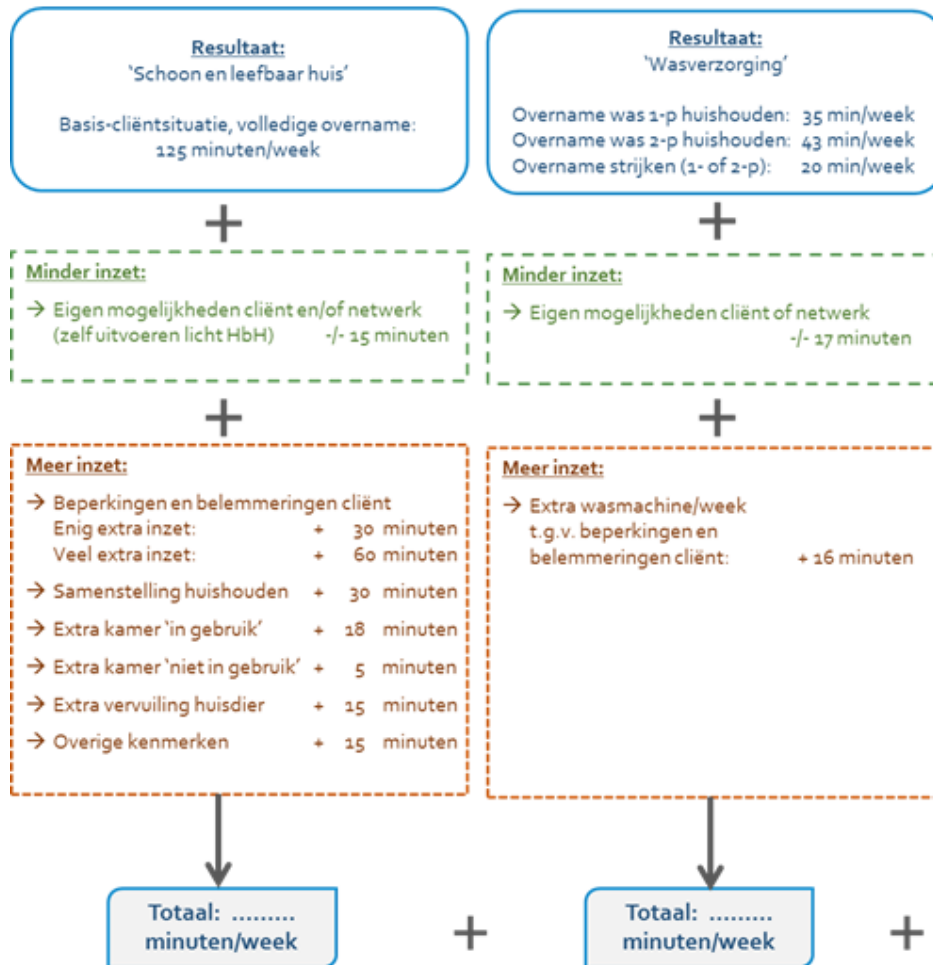 Resultaat:
‘Schoon en leefbaar huis’
Basis-cliëntsituatie, volledige overname:
125 minuten/week
+
Minder inzet:
→ Eigen mogelijkheden cliënt en/of netwerk
(zelf uitvoeren licht HbH) -/- 15 minuten
+
Meer inzet:
→ Beperkingen en belemmeringen cliënt
Enig extra inzet: + 30 minuten
Veel extra inzet: + 60 minuten
→ Samenstelling huishouden + 30 minuten
→ Extra kamer ‘in gebruik’ + 18 minuten
→ Extra kamer ‘niet in gebruik’ + 5 minuten
→ Extra vervuiling huisdier + 15 minuten
→ Overige kenmerken + 15 minuten
Totaal: .........
minuten/week
+
Resultaat:
‘Wasverzorging’
Overname was 1-p huishouden: 35 min/week
Overname was 2-p huishouden: 43 min/week
Overname strijken (1- of 2-p): 20 min/week
+
Minder inzet:
→ Eigen mogelijkheden cliënt of netwerk
-/- 17 minuten
+
Meer inzet:
→ Extra wasmachine/week
t.g.v. beperkingen en
belemmeringen cliënt: + 16 minuten
Totaal: .........
minuten/week
+